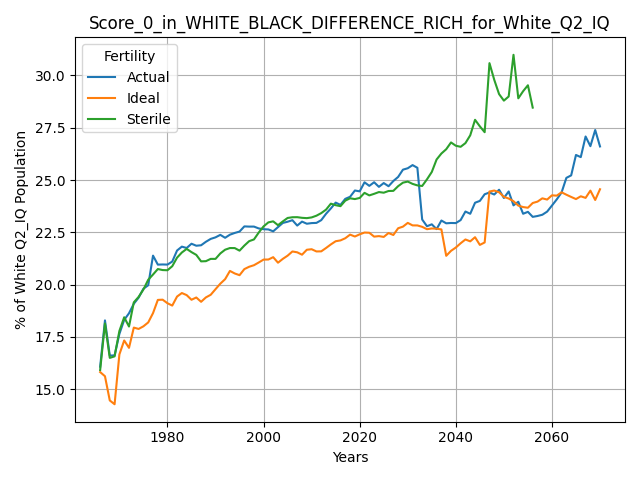 Score_0_in_WHITE_BLACK_DIFFERENCE_RICH_for_White_Q2_IQ
Fertility
Actual
Ideal
Sterile
% of White Q2_IQ Population
30.0
27.5
25.0
22.5
20.0
17.5
15.0
1980
2000
2020
2040
2060
Years